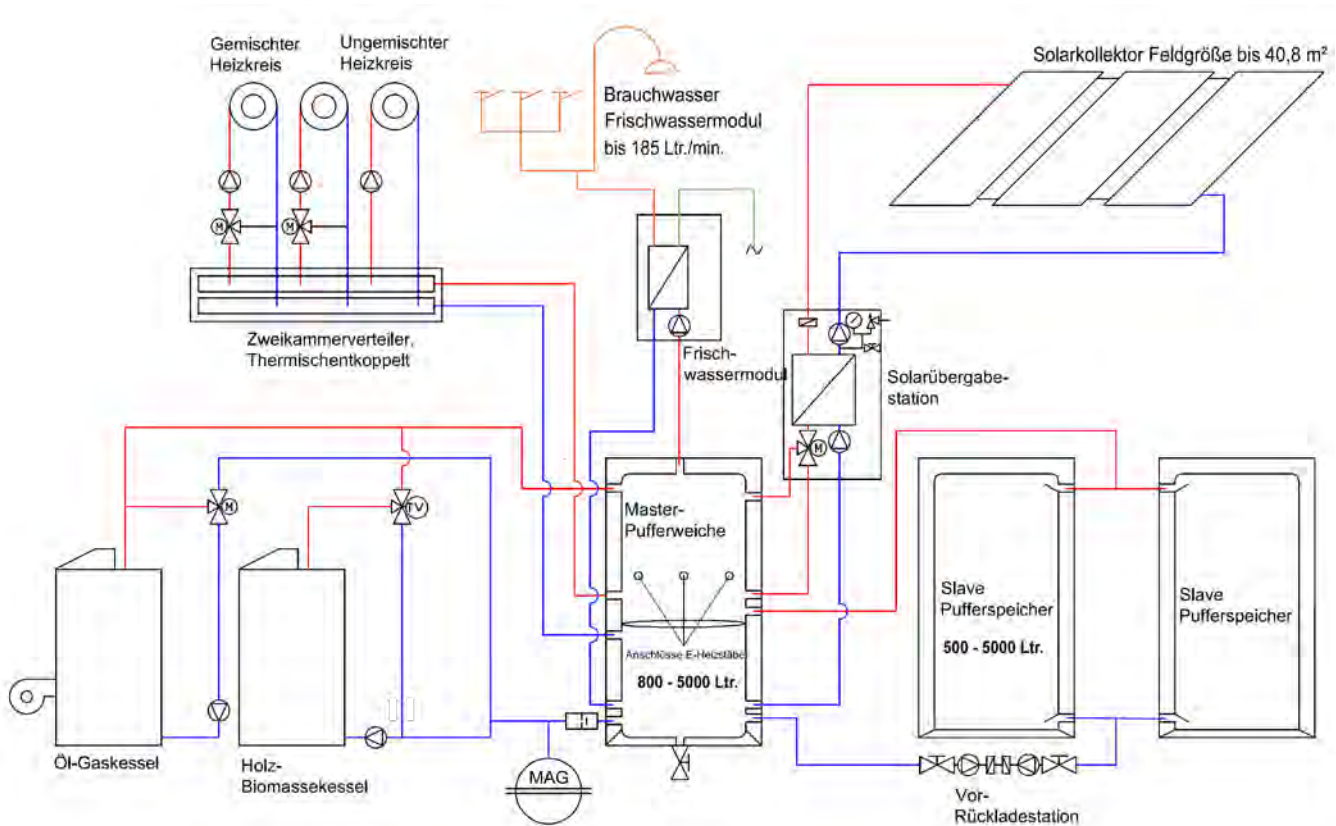 Gemischter
Heizkreis
Ungemischter
Heizkreis
Solarkollektor Feldgröße bis 40,8 m²
Brauchwasser
Frischwassermodul
bis 185 Ltr./min.
M
M
Zweikammerverteiler,
Thermischentkoppelt
Frisch-
wassermodul
Solarübergabe-
station
M
M
TV
Master-
Pufferweiche
Anschlüsse E-Heizstäbe
800 - 5000 Ltr.
Slave
Pufferspeicher
500 - 5000 Ltr.
Slave
Pufferspeicher
Öl-Gaskessel
Holz-
Biomassekessel
MAG
Vor-
Rückladestation